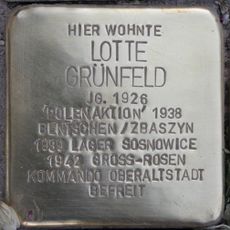 HIER WOHNTE
LOTTE
GRÜNFELD
JG. 1926
'POLENAKTION' 1938
BENTSCHEN/ZBASZYN
1939 LAGER SOSNOWICE
1942 GROSS-ROSEN
KOMMANDO OBERALTSTADT
BEFREIT